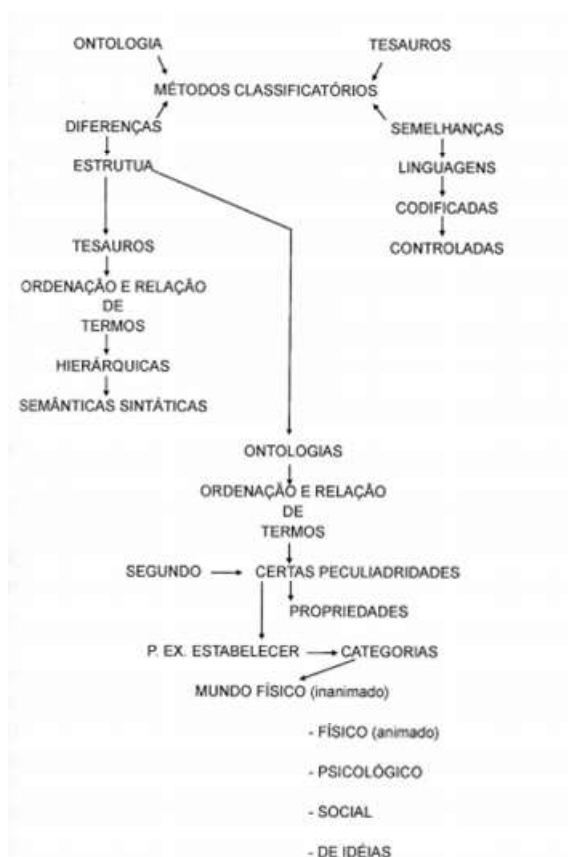 ONTOLOGIA
TESAUROS
MÉTODOS CLASSIFICATÓRIOS
DIFERENÇAS
SEMELHANÇAS
ESTRUTUA
LINGUAGENS
CODIFICADAS
CONTROLADAS
TESAUROS
ORDENAÇÃO E RELAÇÃO
DE
TERMOS
HIERÁRQUICAS
SEMÂNTICAS SINTÁTICAS
ONTOLOGIAS
ORDENAÇÃO E RELAÇÃO
DE
TERMOS
SEGUNDO
CERTAS PECULIADRIDADES
PROPRIEDADES
P. EX. ESTABELECER
CATEGORIAS
MUNDO FÍSICO (inanimado)
- FÍSICO (animado)
- PSICOLÓGICO
- SOCIAL
- DE IDÉIAS